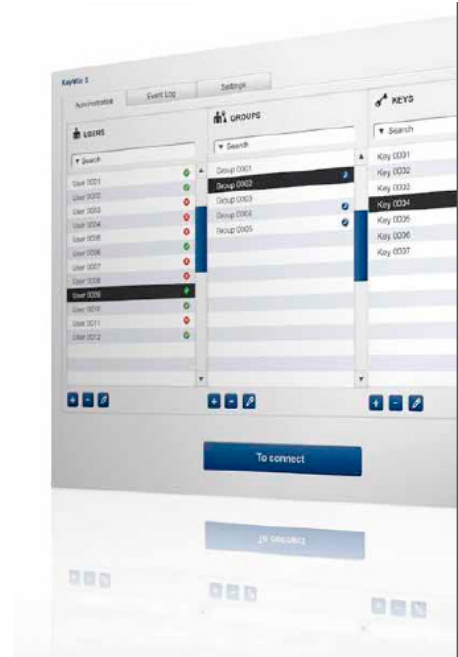 KeyWin 5
Administration
Event Log
Settings
USERS
Search
User 0001
User 0002
User 0003
User 0004
User 0005
User 0006
User 0007
User 0008
User 0009
User 0010
User 0011
User 0012
GROUPS
Search
Group 0001
Group 0002
Group 0003
Group 0004
Group 0005
KEYS
Search
Key 0001
Key 0002
Key 0003
Key 0004
Key 0005
Key 0006
Key 0007
To connect